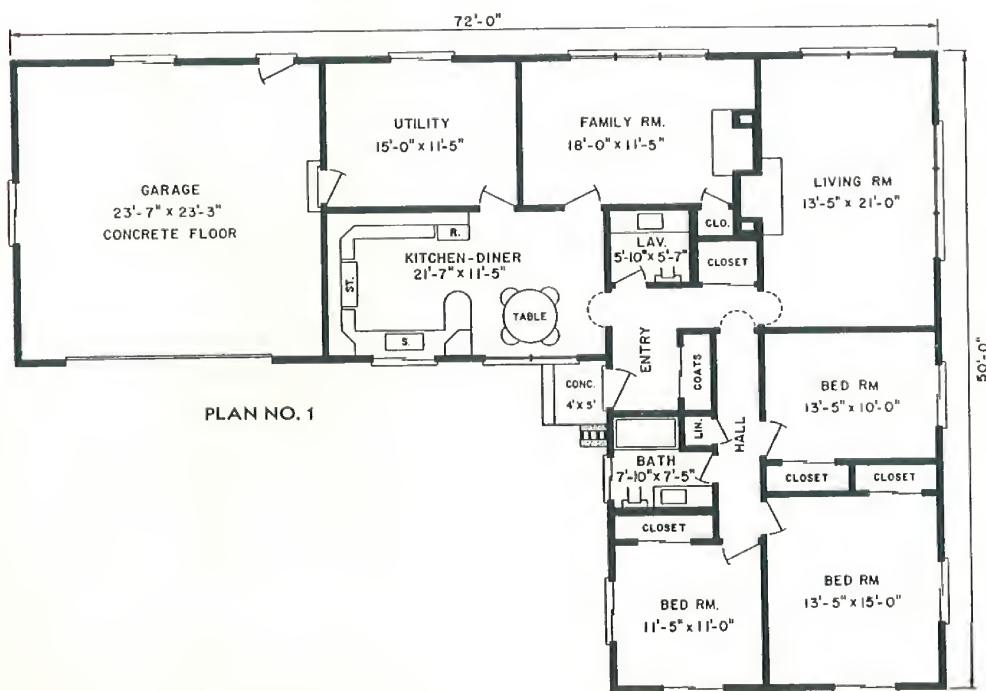 72'-0"
UTILITY
15'-0" X 11'-5"
FAMILY RM.
18'-0" X 11'-5"
GARAGE
23'-7" X 23'-3"
CONCRETE FLOOR
LIVING RM
13'-5" X 21'-0"
CLO.
R.
LAV.
5'-10" X 5'-7"
CLOSET
KITCHEN-DINER
21'-7" X 11'-5"
ST.
TABLE
S.
ENTRY
COATS
50'-0"
CONC.
4' X 5'
BED RM
13'-5" X 10'-0"
PLAN NO. 1
LIN.
HALL
BATH
7'-10" X 7'-5"
CLOSET
CLOSET
CLOSET
BED RM
13'-5" X 15'-0"
BED RM.
11'-5" X 11'-0"